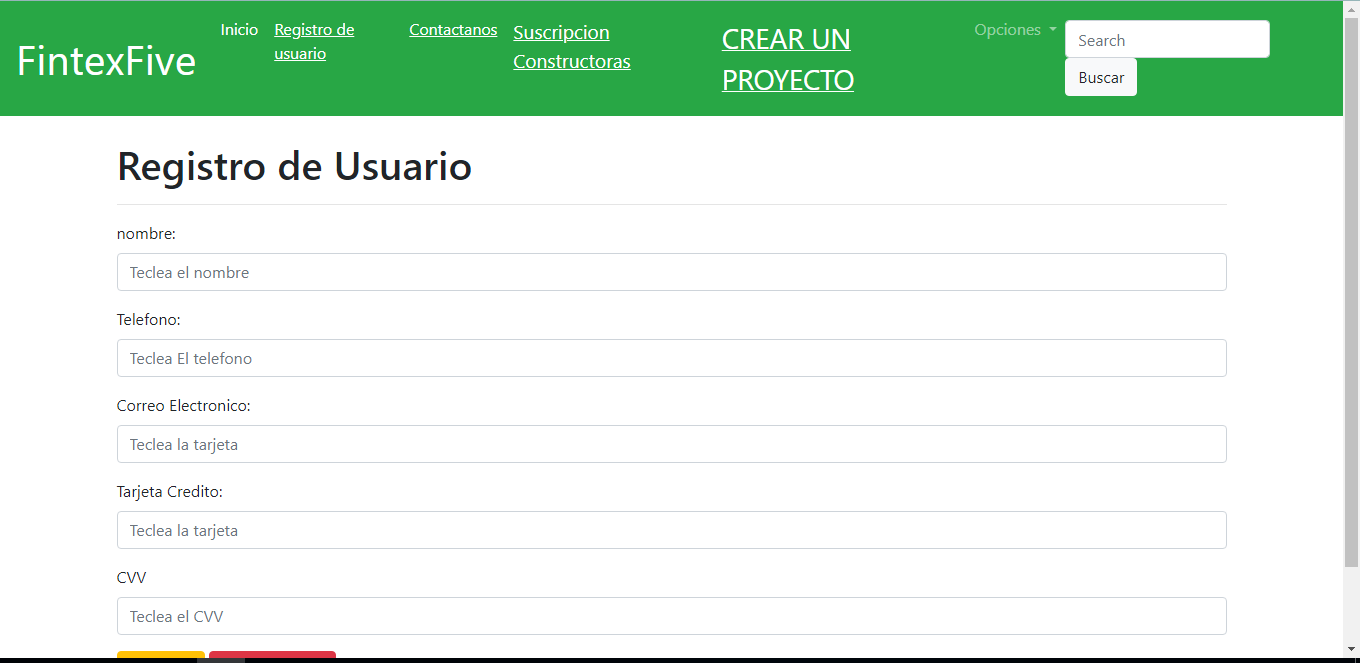 FintexFive
Inicio
Registro de
usuario
Contactanos
Suscripcion
Constructoras
CREAR UN
PROYECTO
Opciones
Search
Buscar
Registro de Usuario
nombre:
Teclea el nombre
Telefono:
Teclea El telefono
Correo Electronico:
Teclea la tarjeta
Tarjeta Credito:
Teclea la tarjeta
CVV
Teclea el CVV